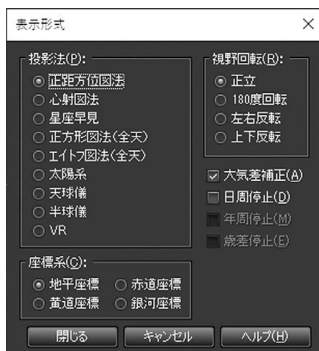 表示形式
投影法(P):
正距方位図法
心射図法
星座早見
正方形図法(全天)
エイトフ図法(全天)
太陽系
天球儀
半球儀
VR
視野回転(R):
正立
180度回転
左右反転
上下反転
大気差補正(A)
日周停止(D)
年周停止(M)
歳差停止(E)
座標系(C):
地平座標 赤道座標
黄道座標 銀河座標
閉じる キャンセル ヘルプ(H)